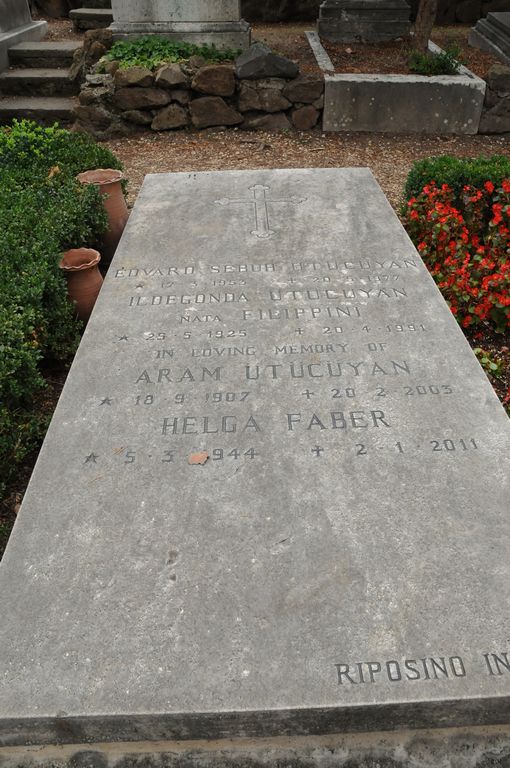 EDVARD SEBUH UTUCUYAN
ILDEGONDA UTUCUYAN
NATA FILIPPINI
★ 29 · 5 · 1925 + 20 · 4 · 1991
IN LOVING MEMORY OF
ARAM UTUCUYAN
★ 18 · 9 · 1907 + 20 · 2 · 2003
HELGA FABER
★ 5 · 3 · 1944 + 2 · 1 · 2011
RIPOSINO IN